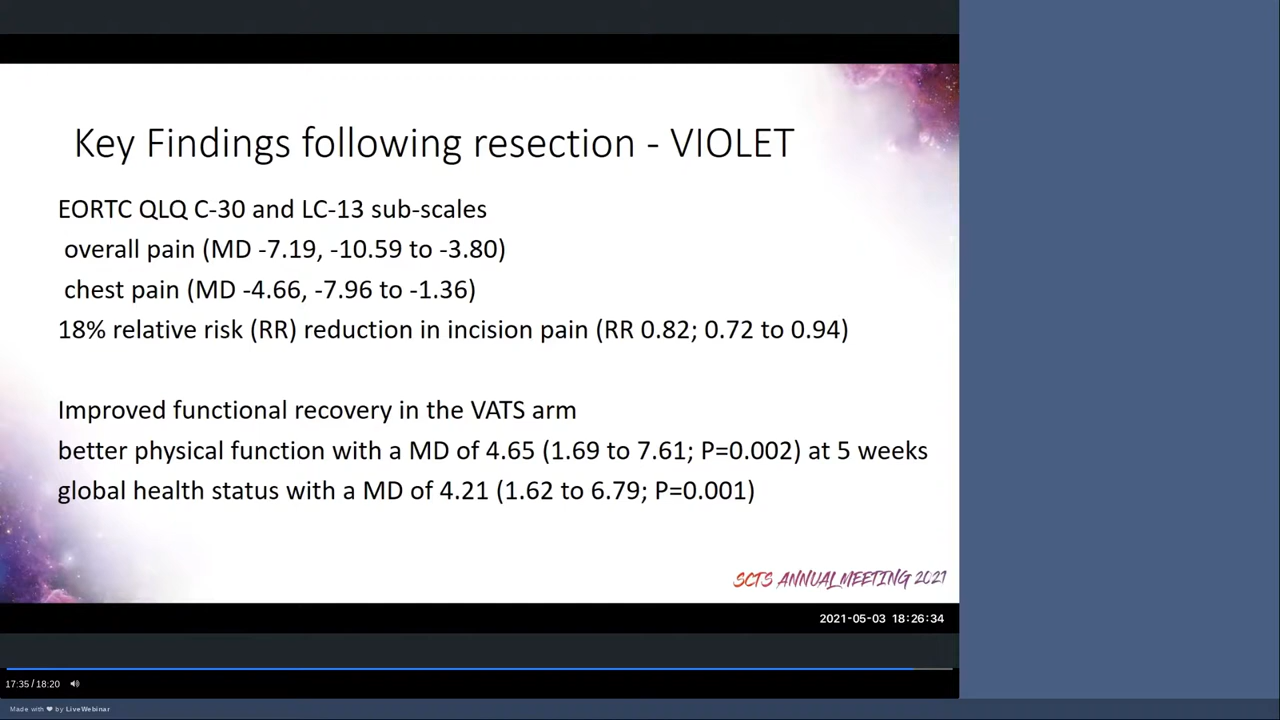 Key Findings following resection - VIOLET
EORTC QLQ C-30 and LC-13 sub-scales
overall pain (MD -7.19, -10.59 to -3.80)
chest pain (MD -4.66, -7.96 to -1.36)
18% relative risk (RR) reduction in incision pain (RR 0.82; 0.72 to 0.94)
Improved functional recovery in the VATS arm
better physical function with a MD of 4.65 (1.69 to 7.61; P=0.002) at 5 weeks
global health status with a MD of 4.21 (1.62 to 6.79; P=0.001)
SCTS ANNUAL MEETING 2021
2021-05-03 18:26:34
17:35/18:20
Made with ❤ by LiveWebinar